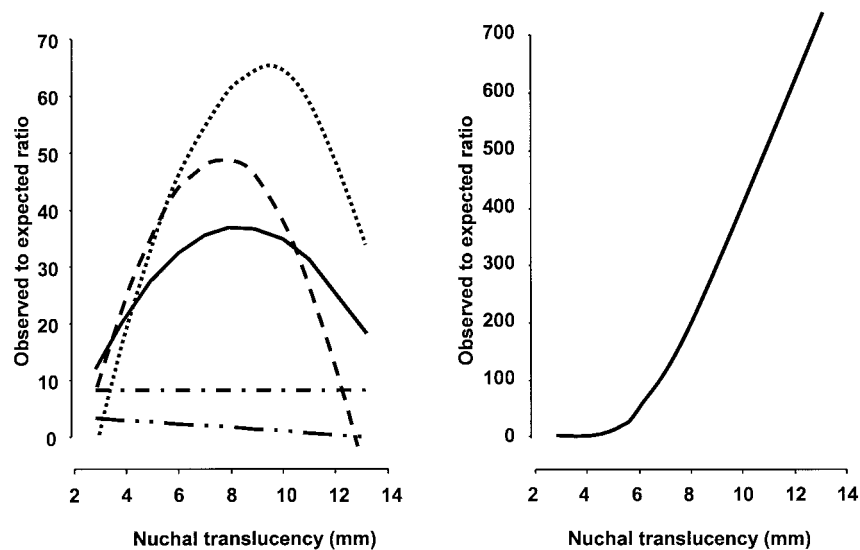 70
60
50
40
30
20
10
0
Observed to expected ratio
2 4 6 8 10 12 14
Nuchal translucency (mm)
700
600
500
400
300
200
100
0
Observed to expected ratio
2 4 6 8 10 12 14
Nuchal translucency (mm)